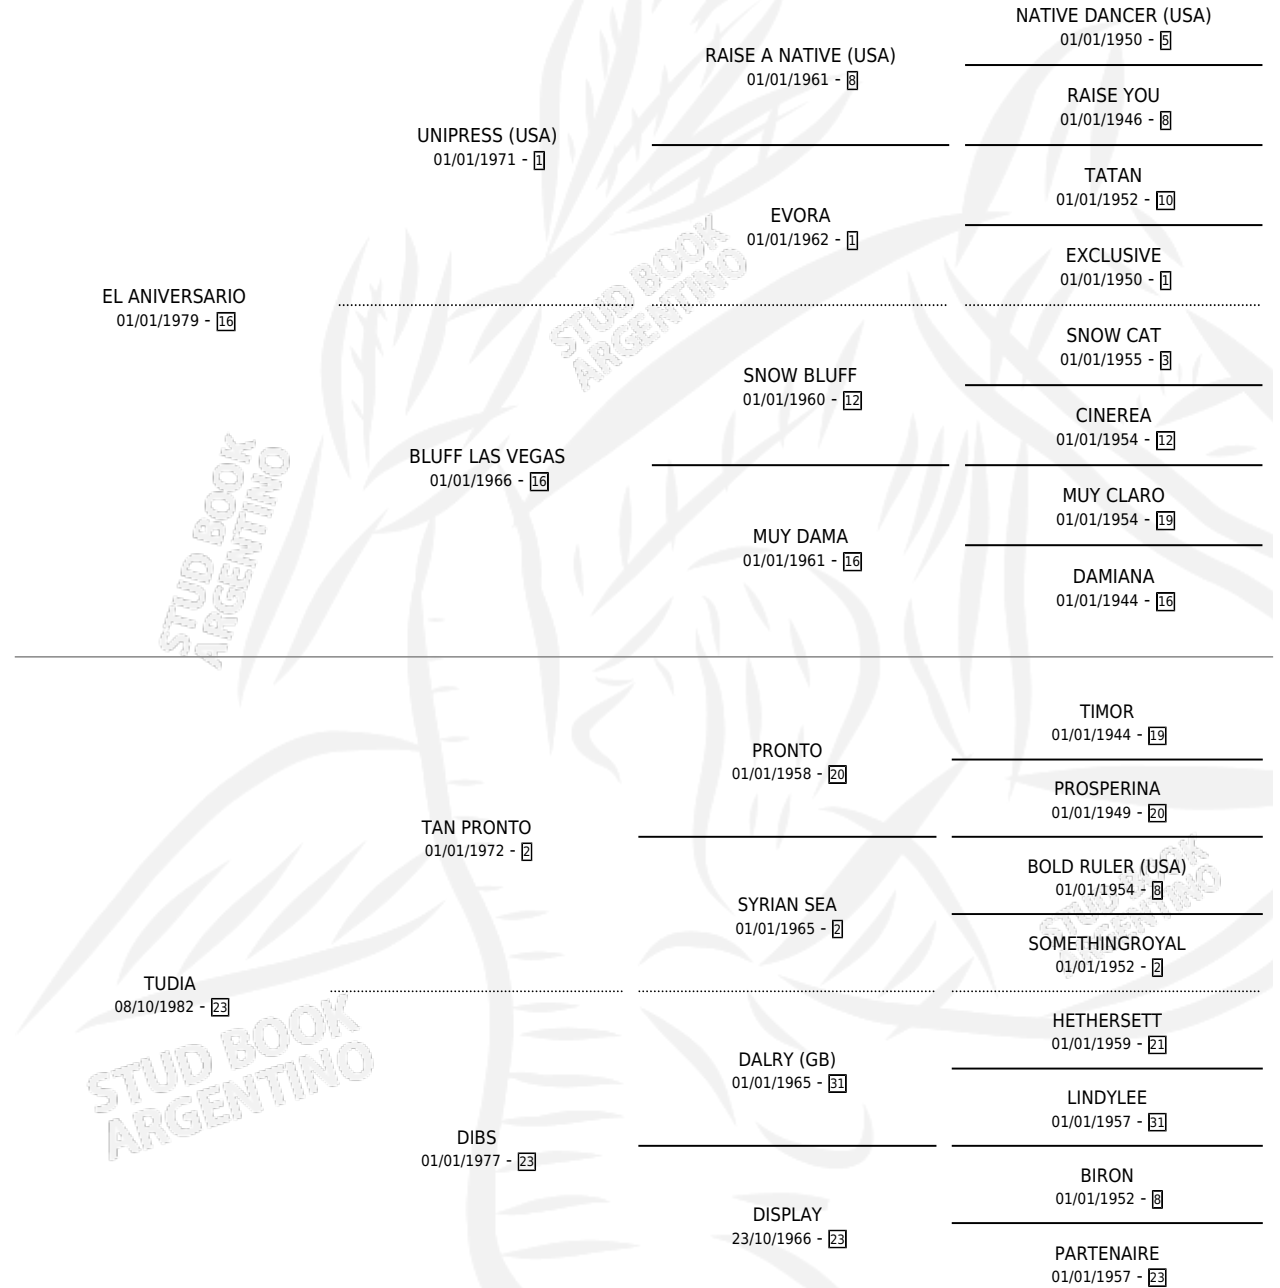 NATIVE DANCER (USA)
01/01/1950 - 5
RAISE A NATIVE (USA)
01/01/1961 - 8
RAISE YOU
01/01/1946 - 8
UNIPRESS (USA)
01/01/1971 - 1
TATAN
01/01/1952 - 10
EVORA
01/01/1962 - 1
EXCLUSIVE
01/01/1950 - 1
EL ANIVERSARIO
01/01/1979 - 16
STUD BOOK
ARGENTINO
SNOW CAT
01/01/1955 - 3
SNOW BLUFF
01/01/1960 - 12
CINEREA
01/01/1954 - 12
BLUFF LAS VEGAS
01/01/1966 - 16
MUY CLARO
01/01/1954 - 19
MUY DAMA
01/01/1961 - 16
DAMIANA
01/01/1944 - 16
STUD BOOK
ARGENTINO
TIMOR
01/01/1944 - 19
PRONTO
01/01/1958 - 20
PROSPERINA
01/01/1949 - 20
TAN PRONTO
01/01/1972 - 2
BOLD RULER (USA)
01/01/1954 - 8
SYRIAN SEA
01/01/1965 - 2
SOMETHINGROYAL
01/01/1952 - 2
STUD BOOK
ARGENTINO
TUDIA
08/10/1982 - 23
HETHERSETT
01/01/1959 - 21
DALRY (GB)
01/01/1965 - 31
LINDYLEE
01/01/1957 - 31
STUD BOOK
ARGENTINO
DIBS
01/01/1977 - 23
BIRON
01/01/1952 - 8
DISPLAY
23/10/1966 - 23
PARTENAIRE
01/01/1957 - 23